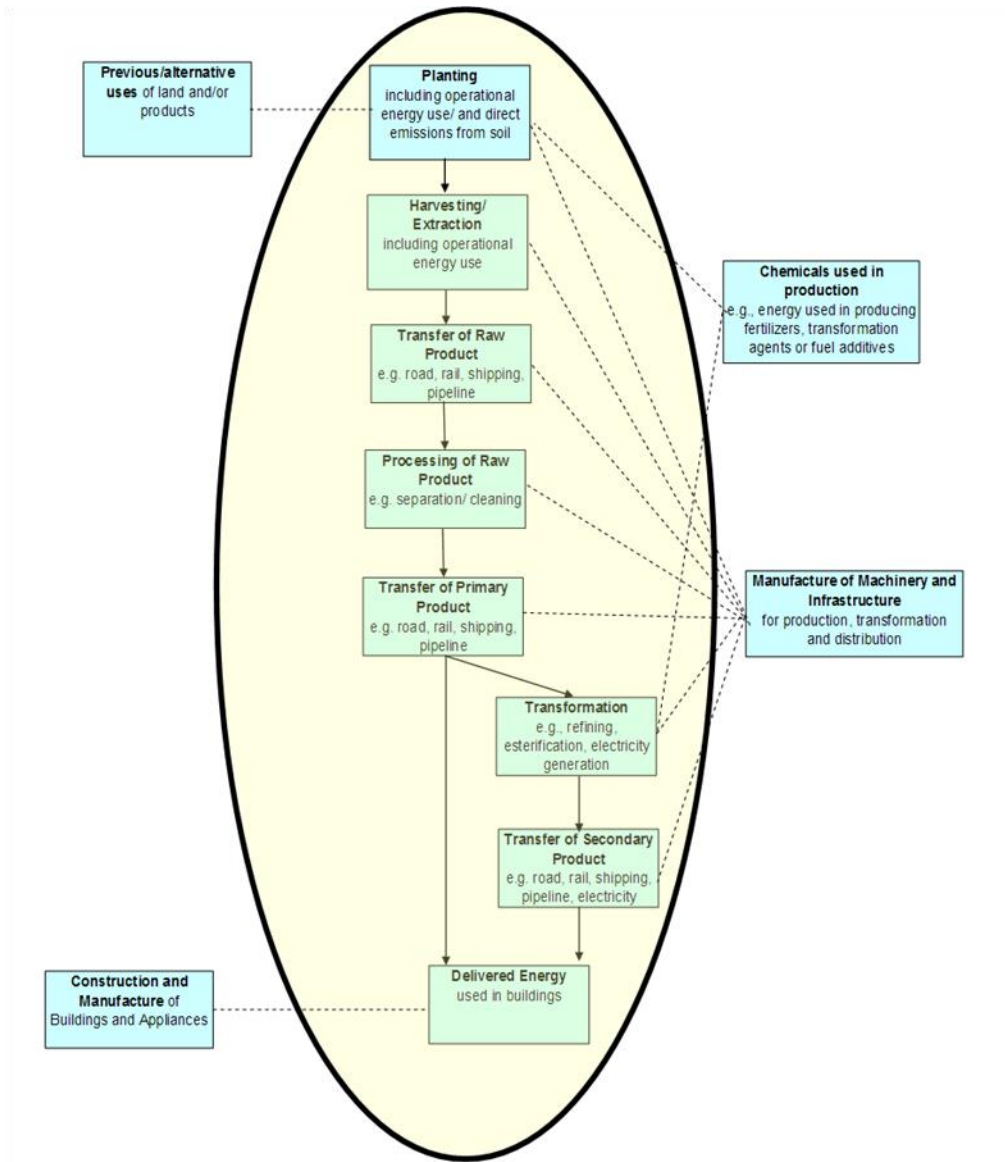 Previous/alternative
uses of land and/or
products
Planting
including operational
energy use/ and direct
emissions from soil
Harvesting/
Extraction
including operational
energy use
Chemicals used in
production
e.g., energy used in producing
fertilizers, transformation
agents or fuel additives
Transfer of Raw
Product
e.g. road, rail, shipping,
pipeline
Processing of Raw
Product
e.g. separation/ cleaning
Transfer of Primary
Product
e.g. road, rail, shipping,
pipeline
Manufacture of Machinery and
Infrastructure
for production, transformation
and distribution
Transformation
e.g., refining,
esterification, electricity
generation
Transfer of Secondary
Product
e.g. road, rail, shipping,
pipeline, electricity
Delivered Energy
used in buildings
Construction and
Manufacture of
Buildings and Appliances